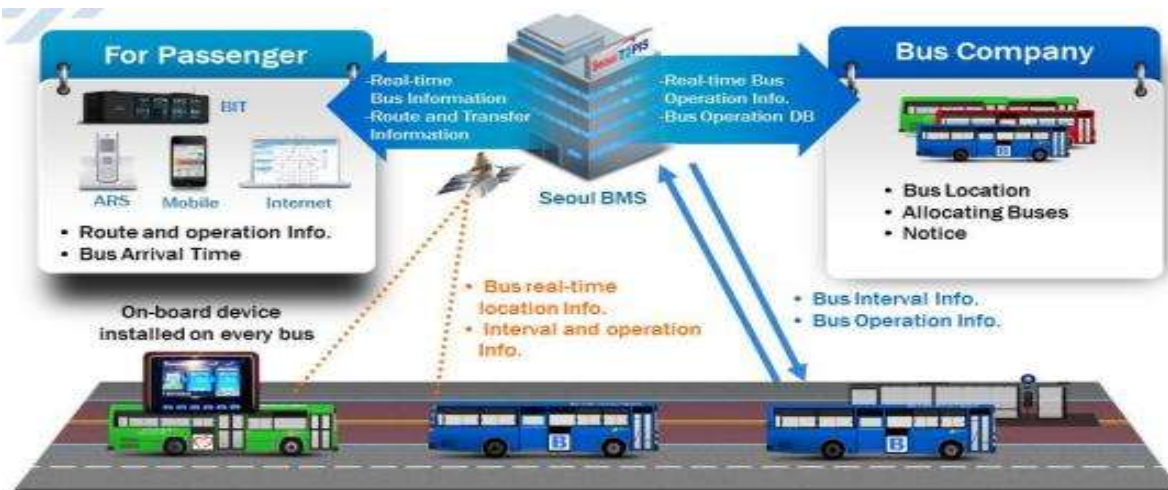 For Passenger
BIT
ARS Mobile Internet
• Route and operation Info.
• Bus Arrival Time
-Real-time
Bus Information
-Route and Transfer
Information
Seoul TOPIS
Seoul BMS
-Real-time Bus
Operation Info.
-Bus Operation DB
Bus Company
B
• Bus Location
• Allocating Buses
• Notice
On-board device
installed on every bus
• Bus real-time
location Info.
• Interval and operation
Info.
• Bus Interval Info.
• Bus Operation Info.
B
B